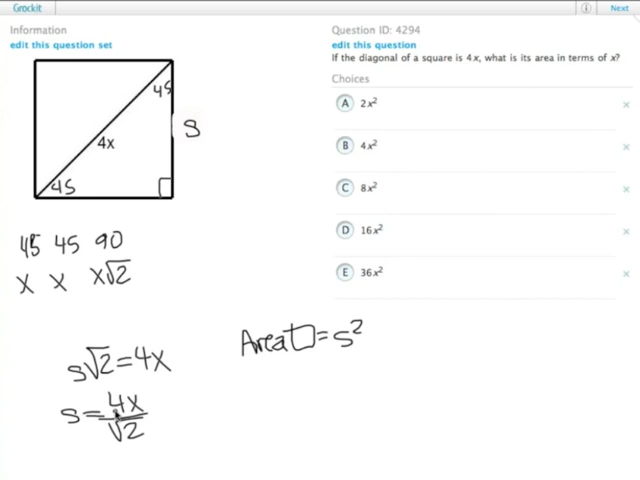 Grockit
Next
Information
edit this question set
45
4x
S
45
45 45 90
x x x√2
s√2=4x
s=4x/√2
Area□=s²
Question ID: 4294
edit this question
If the diagonal of a square is 4x, what is its area in terms of x?
Choices
A 2x²
B 4x²
C 8x²
D 16x²
E 36x²